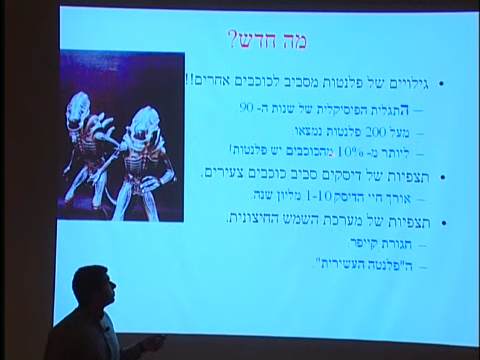 מה חדש?
• גילויים של פלנטות מסביב לכוכבים אחרים!!
– התגלית הפיסיקלית של שנות ה- 90.
– מעל 200 פלנטות נמצאו.
– ליותר מ- 10% מהכוכבים יש פלנטות!
• תצפיות של דיסקים סביב כוכבים צעירים.
– אורך חיי הדיסק 1-10 מליון שנה.
• תצפיות של מערכת השמש החיצונית.
– חגורת קייפר.
– ה"פלנטה העשירית".